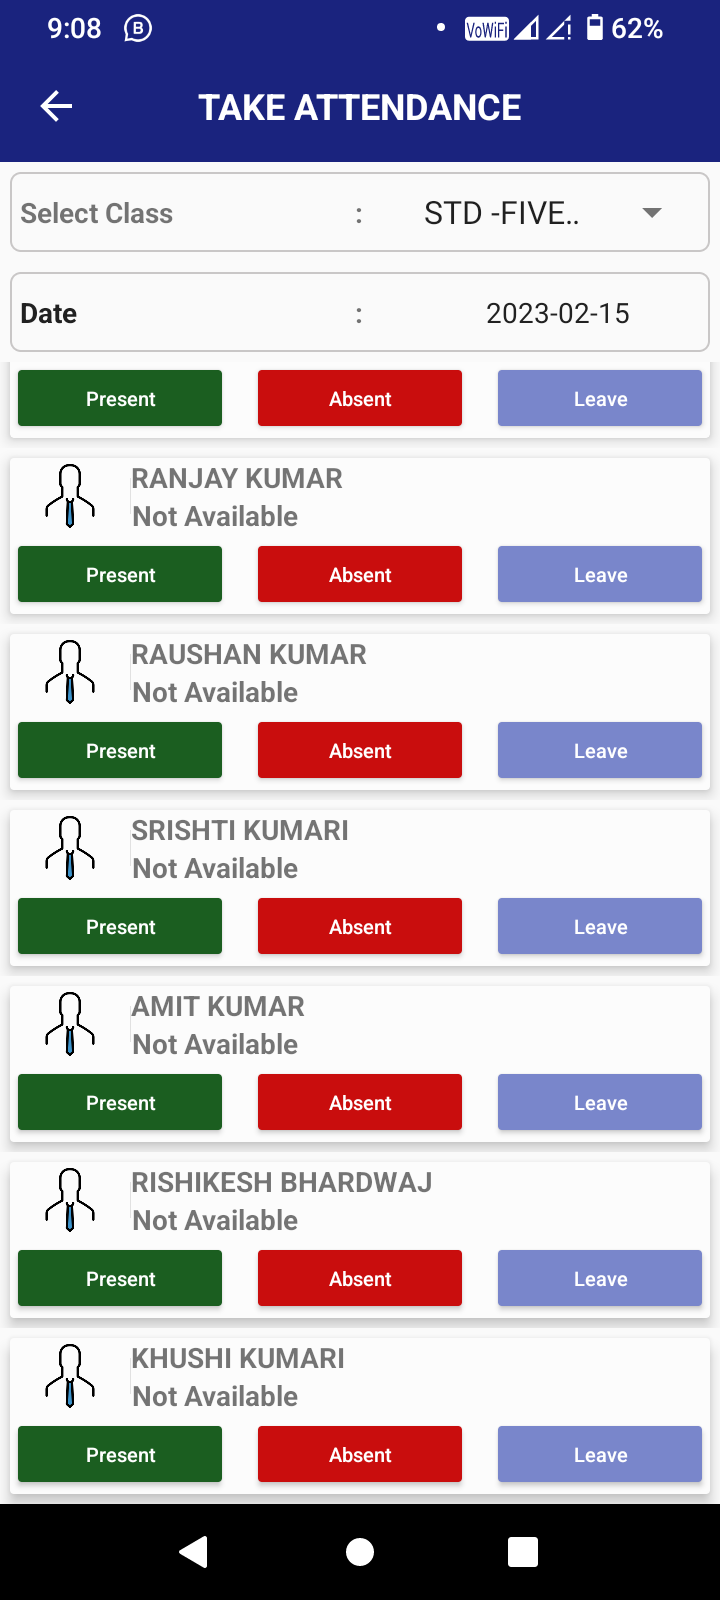 9:08 B VoWiFi 62%
TAKE ATTENDANCE
Select Class : STD -FIVE..
Date : 2023-02-15
Present Absent Leave
RANJAY KUMAR
Not Available
Present Absent Leave
RAUSHAN KUMAR
Not Available
Present Absent Leave
SRISHTI KUMARI
Not Available
Present Absent Leave
AMIT KUMAR
Not Available
Present Absent Leave
RISHIKESH BHARDWAJ
Not Available
Present Absent Leave
KHUSHI KUMARI
Not Available
Present Absent Leave